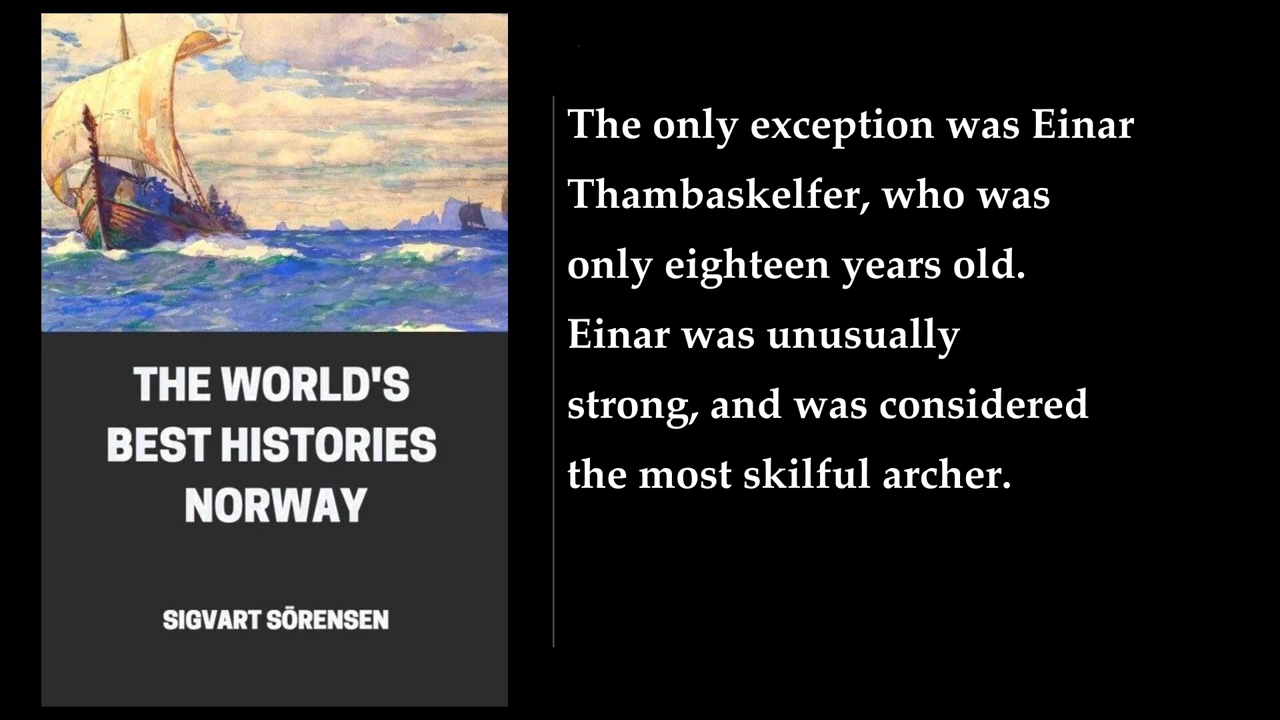 THE WORLD'S
BEST HISTORIES
NORWAY
SIGVART SÖRENSEN
The only exception was Einar
Thambaskelfer, who was
only eighteen years old.
Einar was unusually
strong, and was considered
the most skilful archer.